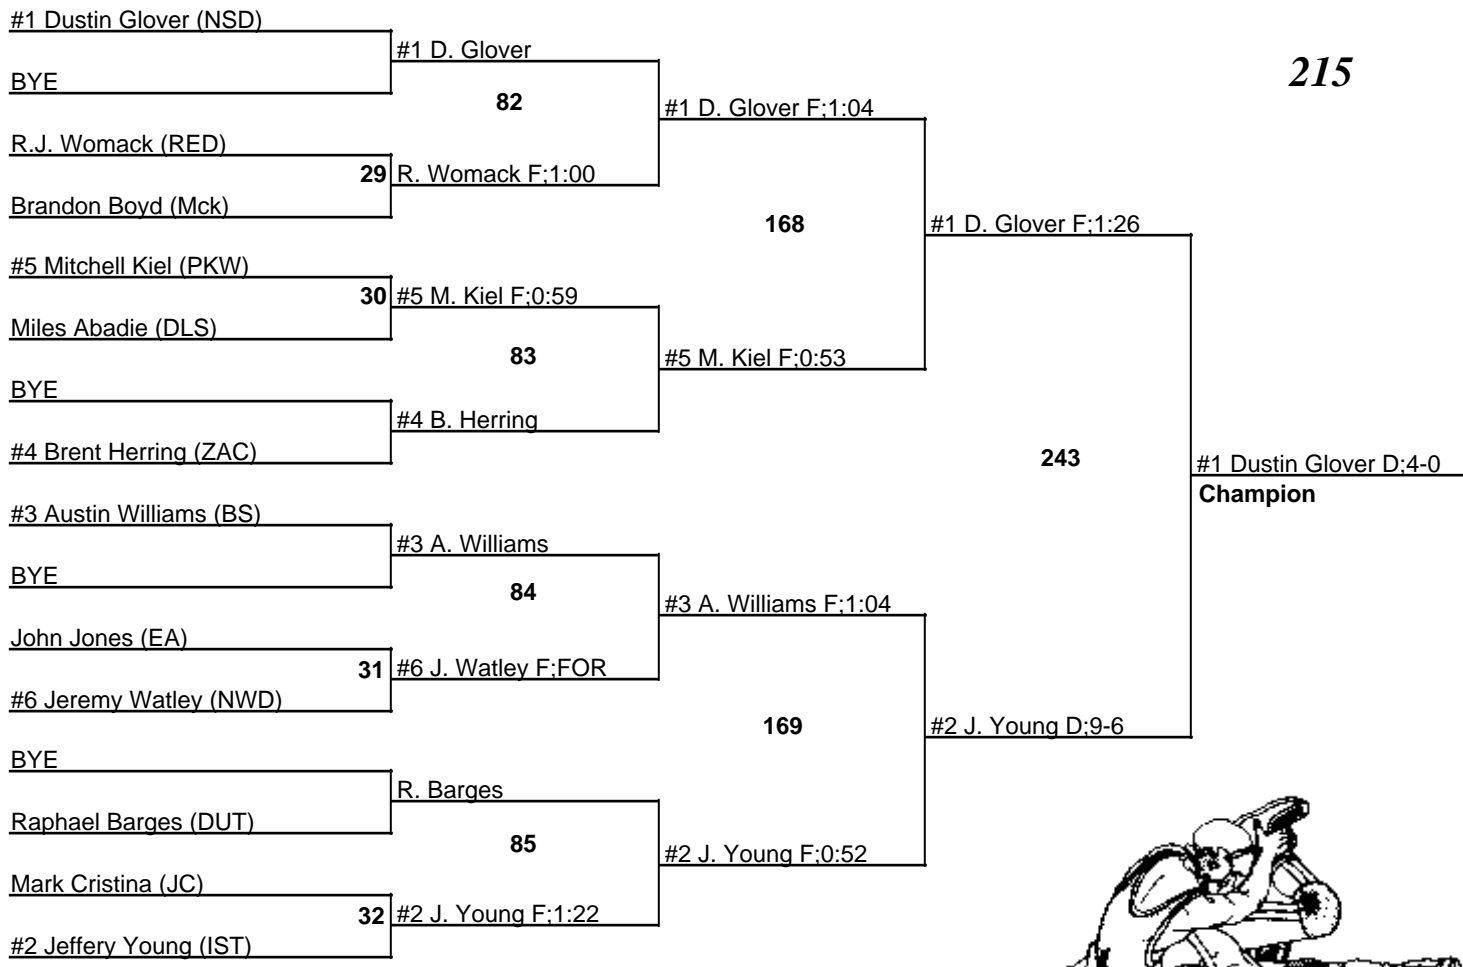 #1 Dustin Glover (NSD)
#1 D. Glover
215
BYE
82
#1 D. Glover F;1:04
R.J. Womack (RED)
29
R. Womack F;1:00
Brandon Boyd (Mck)
168
#1 D. Glover F;1:26
#5 Mitchell Kiel (PKW)
30
#5 M. Kiel F;0:59
Miles Abadie (DLS)
83
#5 M. Kiel F;0:53
BYE
#4 B. Herring
#4 Brent Herring (ZAC)
243
#1 Dustin Glover D;4-0
Champion
#3 Austin Williams (BS)
#3 A. Williams
BYE
84
#3 A. Williams F;1:04
John Jones (EA)
31
#6 J. Watley F;FOR
#6 Jeremy Watley (NWD)
169
#2 J. Young D;9-6
BYE
R. Barges
Raphael Barges (DUT)
85
#2 J. Young F;0:52
Mark Cristina (JC)
32
#2 J. Young F;1:22
#2 Jeffery Young (IST)